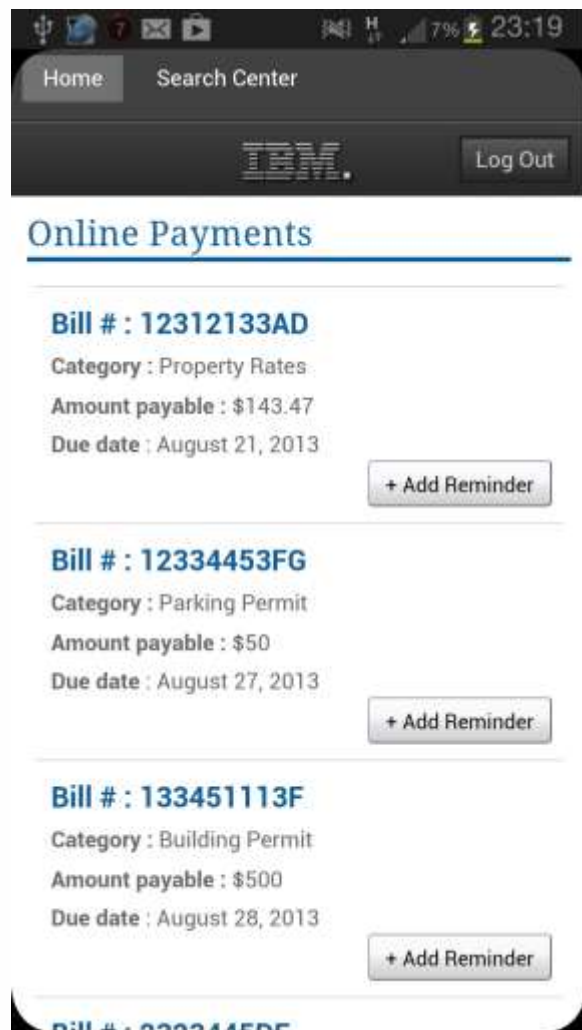 7% 23:19
Home Search Center
IBM. Log Out
Online Payments
Bill # : 12312133AD
Category : Property Rates
Amount payable : $143.47
Due date : August 21, 2013
+ Add Reminder
Bill # : 12334453FG
Category : Parking Permit
Amount payable : $50
Due date : August 27, 2013
+ Add Reminder
Bill # : 133451113F
Category : Building Permit
Amount payable : $500
Due date : August 28, 2013
+ Add Reminder
Bill # :